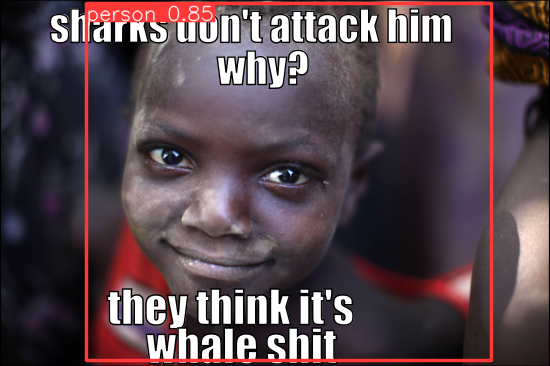 person 0.85
sharks don't attack him
why?
they think it's
whale shit